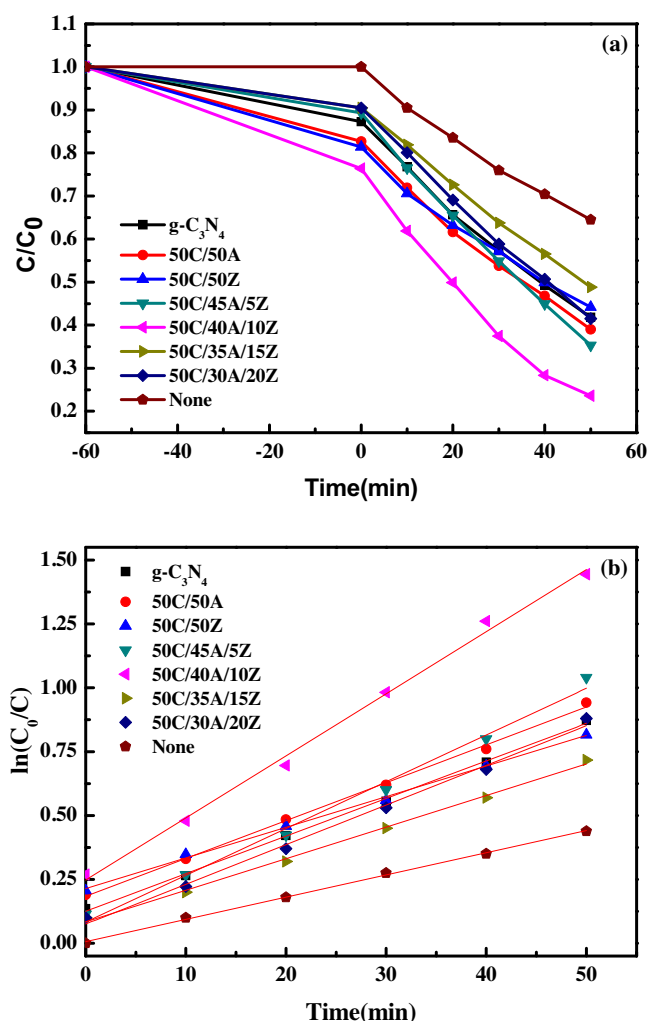 1.1
(a)
1.0
0.9
0.8
0.7
0.6
0.5
0.4
0.3
0.2
C/C₀
g-C₃N₄
50C/50A
50C/50Z
50C/45A/5Z
50C/40A/10Z
50C/35A/15Z
50C/30A/20Z
None
-60 -40 -20 0 20 40 60
Time(min)
1.50
(b)
1.25
1.00
0.75
0.50
0.25
0.00
ln(C₀/C)
g-C₃N₄
50C/50A
50C/50Z
50C/45A/5Z
50C/40A/10Z
50C/35A/15Z
50C/30A/20Z
None
0 10 20 30 40 50
Time(min)